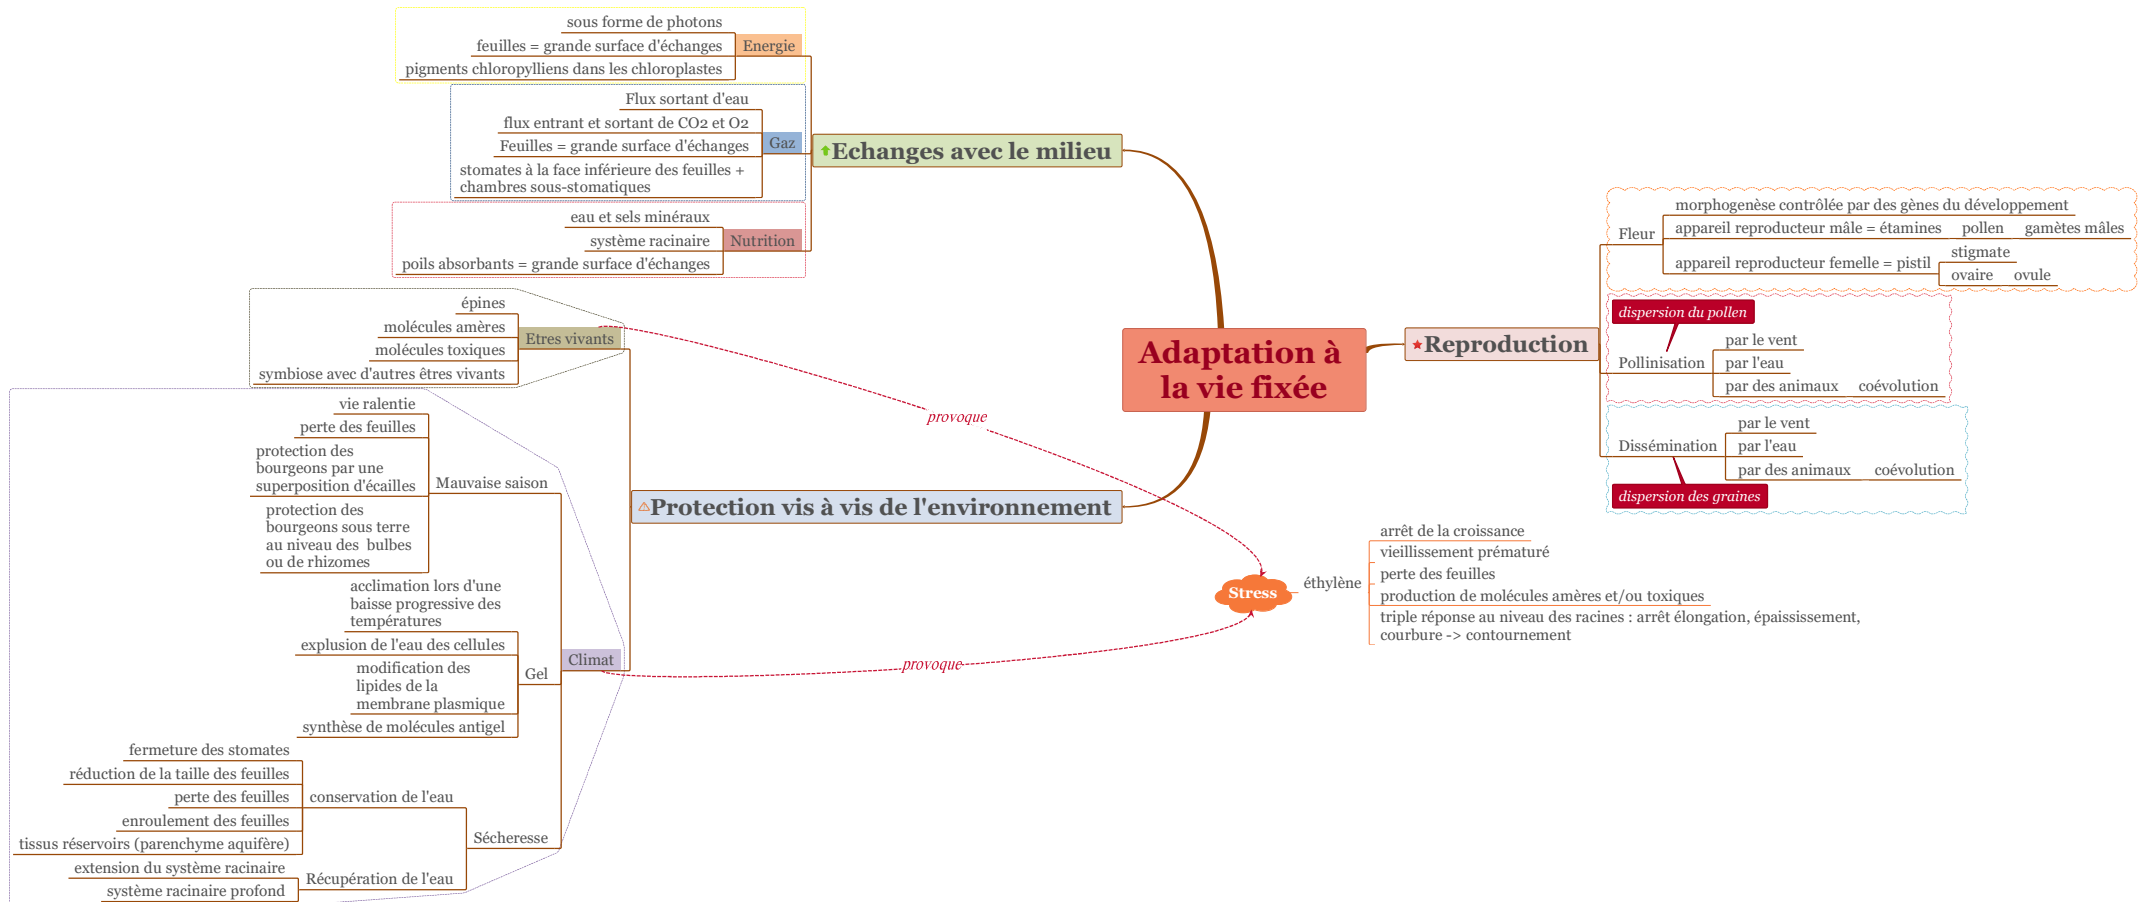 sous forme de photons
feuilles = grande surface d'échanges
pigments chloropylliens dans les chloroplastes
Energie
Flux sortant d'eau
flux entrant et sortant de CO2 et O2
Feuilles = grande surface d'échanges
stomates à la face inférieure des feuilles +
chambres sous-stomatiques
Gaz
eau et sels minéraux
système racinaire
poils absorbants = grande surface d'échanges
Nutrition
Echanges avec le milieu
épines
molécules amères
molécules toxiques
symbiose avec d'autres êtres vivants
Etres vivants
vie ralentie
perte des feuilles
protection des
bourgeons par une
superposition d'écailles
protection des
bourgeons sous terre
au niveau des  bulbes
ou de rhizomes
Mauvaise saison
acclimation lors d'une
baisse progressive des
températures
explusion de l'eau des cellules
modification des
lipides de la
membrane plasmique
synthèse de molécules antigel
Gel
fermeture des stomates
réduction de la taille des feuilles
perte des feuilles
enroulement des feuilles
tissus réservoirs (parenchyme aquifère)
conservation de l'eau
extension du système racinaire
système racinaire profond
Récupération de l'eau
Sécheresse
Climat
Protection vis à vis de l'environnement
provoque
provoque
Adaptation à
la vie fixée
Reproduction
Fleur
morphogenèse contrôlée par des gènes du développement
appareil reproducteur mâle = étamines pollen gamètes mâles
appareil reproducteur femelle = pistil
stigmate
ovaire ovule
dispersion du pollen
Pollinisation
par le vent
par l'eau
par des animaux coévolution
Dissémination
par le vent
par l'eau
par des animaux coévolution
dispersion des graines
Stress
éthylène
arrêt de la croissance
vieillissement prématuré
perte des feuilles
production de molécules amères et/ou toxiques
triple réponse au niveau des racines : arrêt élongation, épaississement,
courbure -> contournement